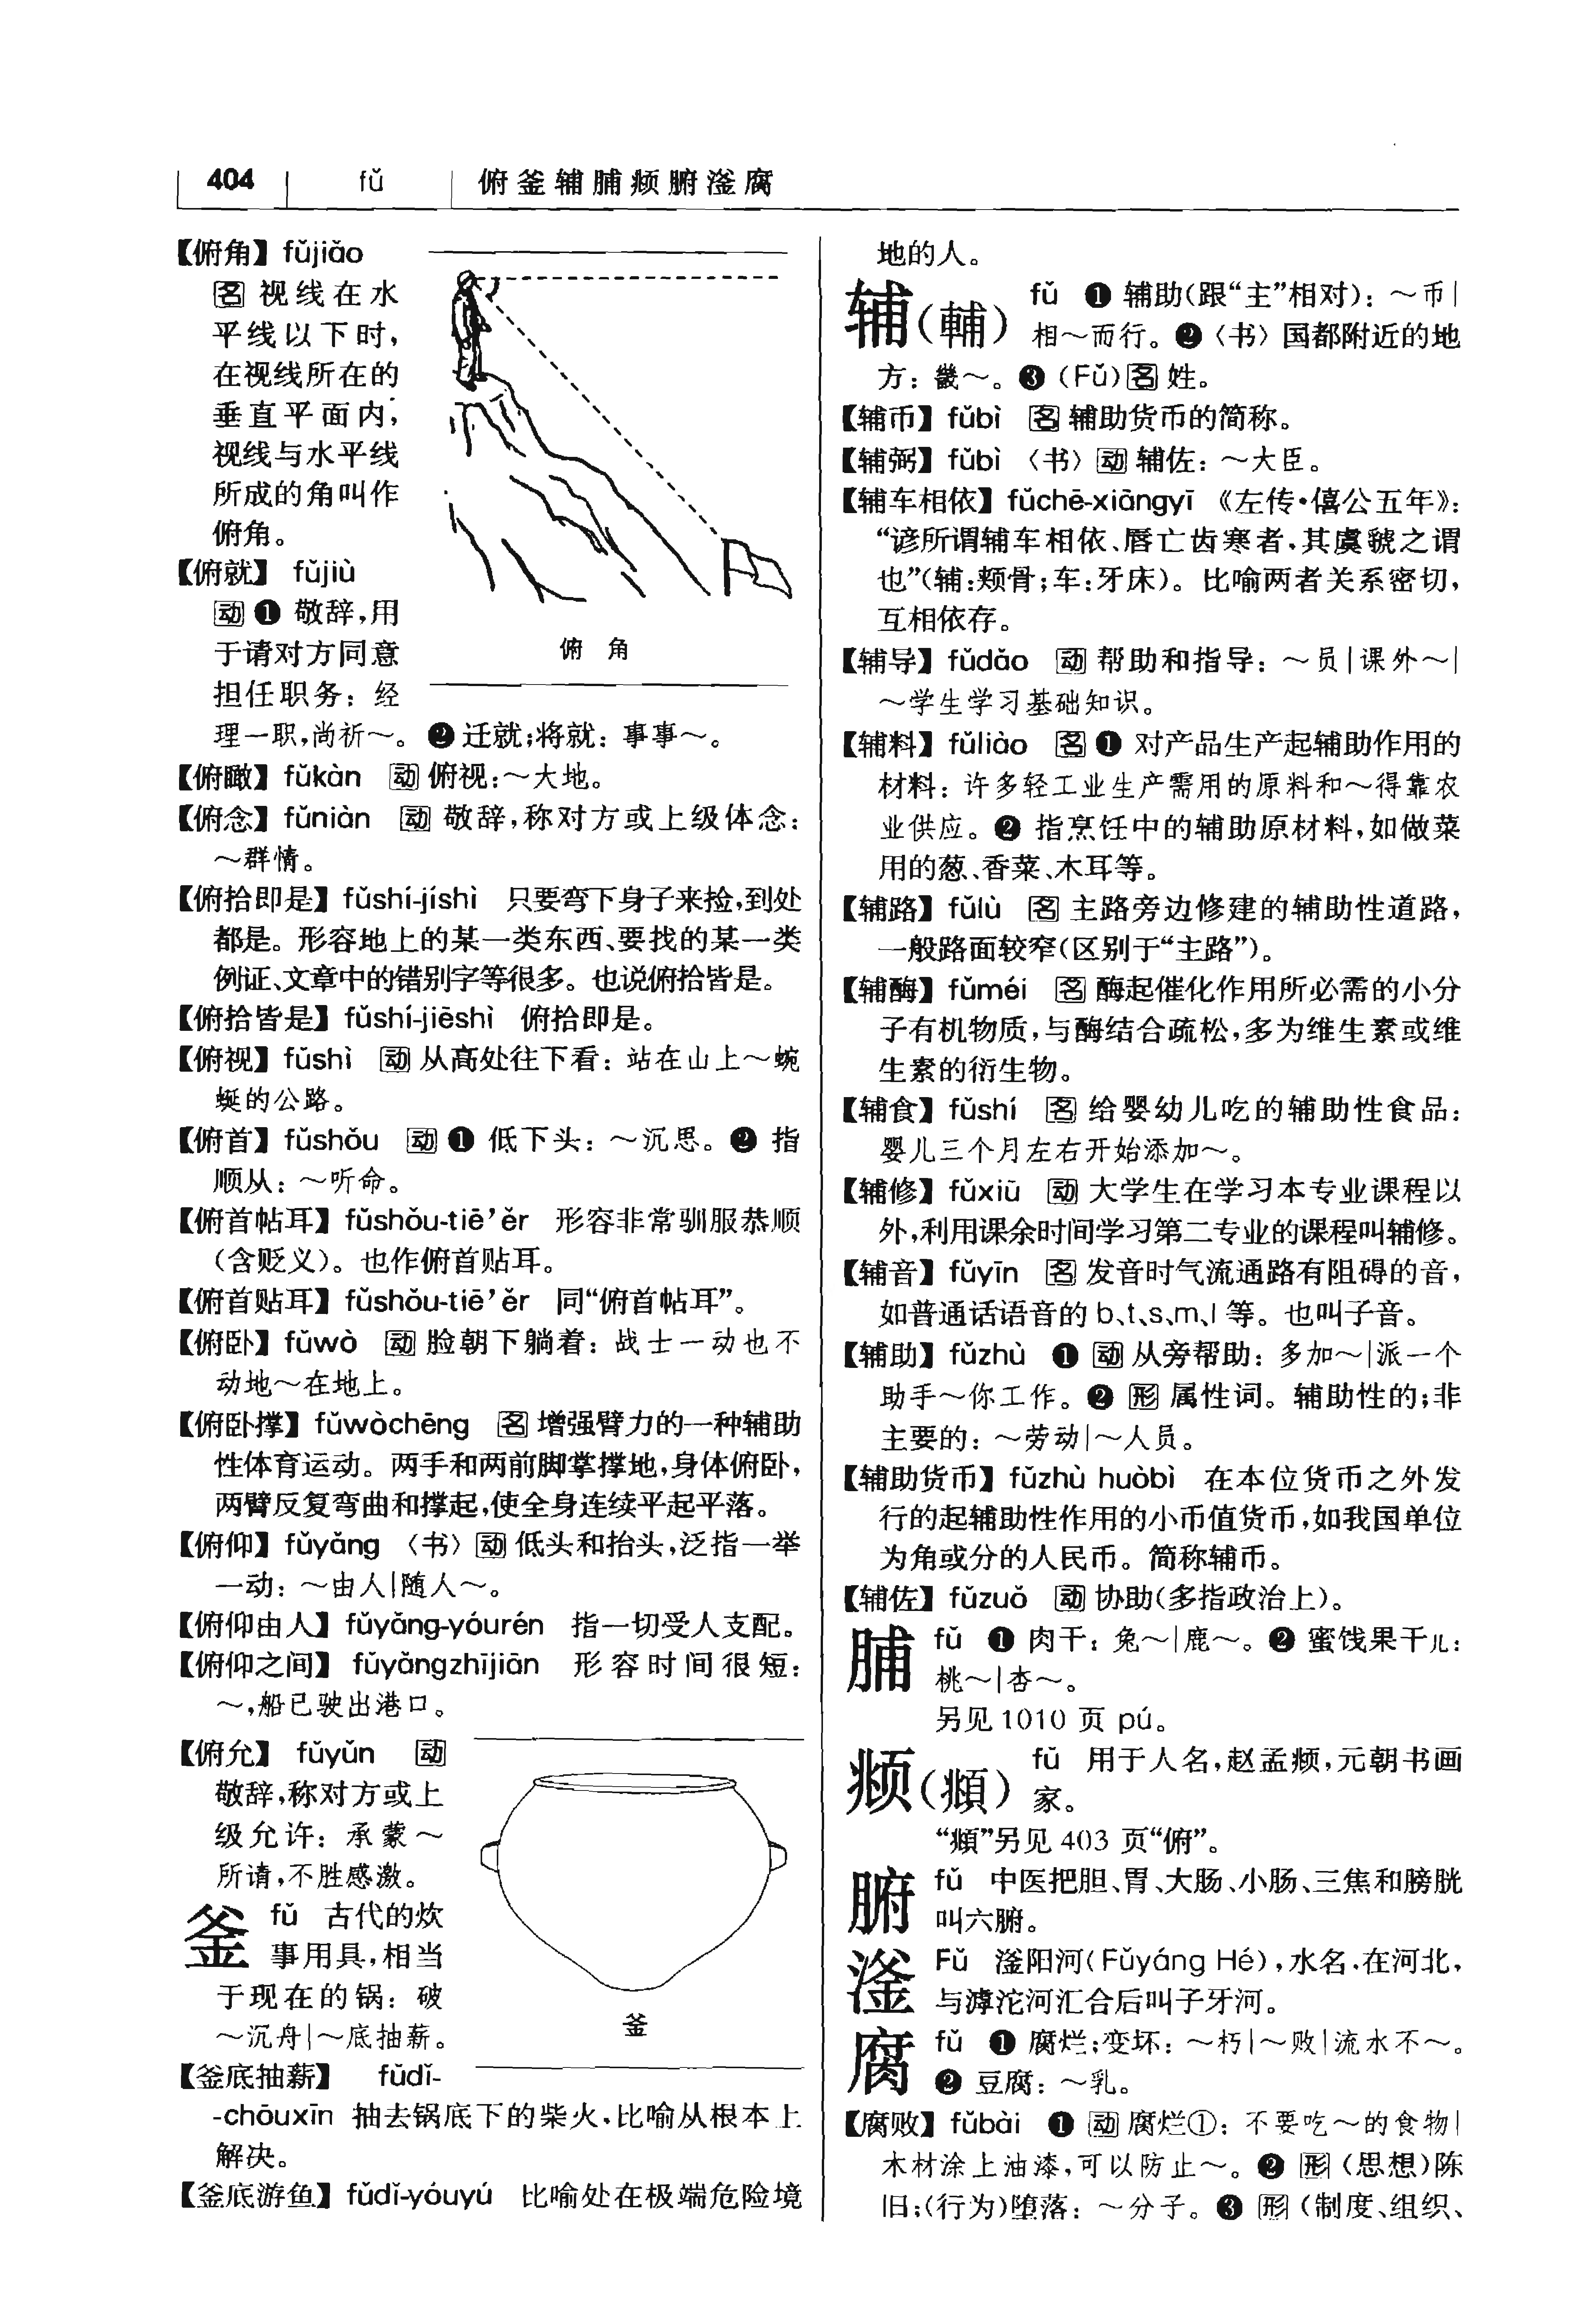 404 fǔ 俯釜辅脯𫖯腑滏腐
【俯角】 fǔjiǎo
名 视线在水
平线以下时，
在视线所在的
垂直平面内，
视线与水平线
所成的角叫作
俯角。
俯 角
【俯就】 fǔjiù
动 ❶ 敬辞，用
于请对方同意
担任职务：经
理一职，尚祈～。 ❷ 迁就；将就：事事～。
【俯瞰】 fǔkàn 动 俯视：～大地。
【俯念】 fǔniàn 动 敬辞，称对方或上级体念：
～群情。
【俯拾即是】 fǔshí-jíshì 只要弯下身子来捡，到处
都是。形容地上的某一类东西、要找的某一类
例证、文章中的错别字等很多。也说俯拾皆是。
【俯拾皆是】 fǔshí-jiēshì 俯拾即是。
【俯视】 fǔshì 动 从高处往下看：站在山上～蜿
蜒的公路。
【俯首】 fǔshǒu 动 ❶ 低下头：～沉思。❷ 指
顺从：～听命。
【俯首帖耳】 fǔshǒu-tiē’ěr 形容非常驯服恭顺
（含贬义）。也作俯首贴耳。
【俯首贴耳】 fǔshǒu-tiē’ěr 同“俯首帖耳”。
【俯卧】 fǔwò 动 脸朝下躺着：战士一动也不
动地～在地上。
【俯卧撑】 fǔwòchēng 名 增强臂力的一种辅助
性体育运动。两手和两前脚掌撑地，身体俯卧，
两臂反复弯曲和撑起，使全身连续平起平落。
【俯仰】 fǔyǎng 〈书〉 动 低头和抬头，泛指一举
一动：～由人|随人～。
【俯仰由人】 fǔyǎng-yóurén 指一切受人支配。
【俯仰之间】 fǔyǎngzhījiān 形容时间很短：
～，船已驶出港口。
【俯允】 fǔyǔn 动
敬辞，称对方或上
级允许：承蒙～
所请，不胜感激。
釜 fǔ 古代的炊
事用具，相当
于现在的锅：破
～沉舟|～底抽薪。
釜
【釜底抽薪】 fǔdǐ-
-chōuxīn 抽去锅底下的柴火，比喻从根本上
解决。
【釜底游鱼】 fǔdǐ-yóuyú 比喻处在极端危险境
地的人。
辅（輔） fǔ ❶ 辅助（跟“主”相对）：～币|
相～而行。❷〈书〉国都附近的地
方：畿～。❸（Fǔ） 名 姓。
【辅币】 fǔbì 名 辅助货币的简称。
【辅弼】 fǔbì 〈书〉 动 辅佐：～大臣。
【辅车相依】 fǔchē-xiāngyī 《左传·僖公五年》：
“谚所谓辅车相依、唇亡齿寒者，其虞虢之谓
也”（辅：颊骨；车：牙床）。比喻两者关系密切，
互相依存。
【辅导】 fǔdǎo 动 帮助和指导：～员|课外～|
～学生学习基础知识。
【辅料】 fǔliào 名 ❶ 对产品生产起辅助作用的
材料：许多轻工业生产需用的原料和～得靠农
业供应。❷ 指烹饪中的辅助原材料，如做菜
用的葱、香菜、木耳等。
【辅路】 fǔlù 名 主路旁边修建的辅助性道路，
一般路面较窄（区别于“主路”）。
【辅酶】 fǔméi 名 酶起催化作用所必需的小分
子有机物质，与酶结合疏松，多为维生素或维
生素的衍生物。
【辅食】 fǔshí 名 给婴幼儿吃的辅助性食品：
婴儿三个月左右开始添加～。
【辅修】 fǔxiū 动 大学生在学习本专业课程以
外，利用课余时间学习第二专业的课程叫辅修。
【辅音】 fǔyīn 名 发音时气流通路有阻碍的音，
如普通话语音的 b、t、s、m、l 等。也叫子音。
【辅助】 fǔzhù ❶ 动 从旁帮助：多加～|派一个
助手～你工作。❷ 形 属性词。辅助性的；非
主要的：～劳动|～人员。
【辅助货币】 fǔzhù huòbì 在本位货币之外发
行的起辅助性作用的小币值货币，如我国单位
为角或分的人民币。简称辅币。
【辅佐】 fǔzuǒ 动 协助（多指政治上）。
脯 fǔ ❶ 肉干：兔～|鹿～。❷ 蜜饯果干儿：
桃～|杏～。
另见 1010 页 pú。
𫖯（頫） fǔ 用于人名，赵孟𫖯，元朝书画
家。
“頫”另见 403 页“俯”。
腑 fǔ 中医把胆、胃、大肠、小肠、三焦和膀胱
叫六腑。
滏 Fǔ 滏阳河（Fǔyáng Hé），水名，在河北，
与滹沱河汇合后叫子牙河。
腐 fǔ ❶ 腐烂；变坏：～朽|～败|流水不～。
❷ 豆腐：～乳。
【腐败】 fǔbài ❶ 动 腐烂①：不要吃～的食物|
木材涂上油漆，可以防止～。❷ 形（思想）陈
旧；（行为）堕落：～分子。❸ 形（制度、组织、